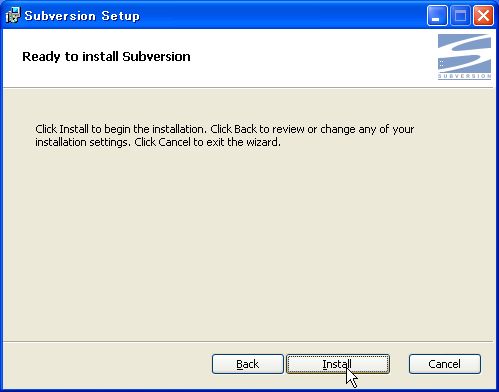 Subversion Setup
Ready to install Subversion
SUBVERSION
Click Install to begin the installation. Click Back to review or change any of your
installation settings. Click Cancel to exit the wizard.
Back
Install
Cancel